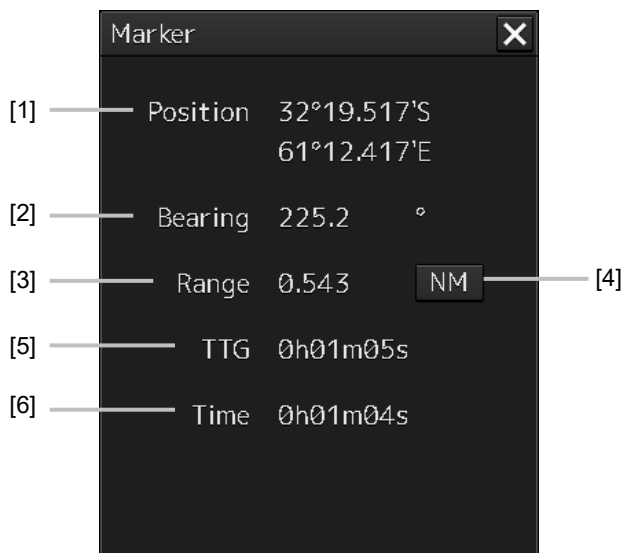 Marker
[1] Position 32°19.517'S
61°12.417'E
[2] Bearing 225.2 °
[3] Range 0.543 NM [4]
[5] TTG 0h01m05s
[6] Time 0h01m04s